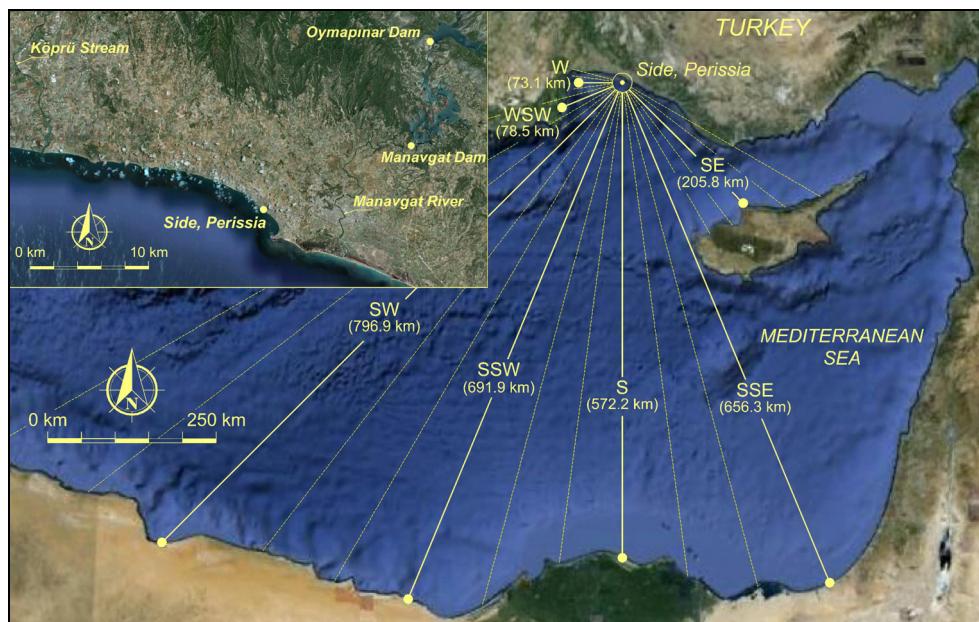 Oymapınar Dam
Köprü Stream
Manavgat Dam
Manavgat River
Side, Perissia
N
0 km
10 km
TURKEY
W
(73.1 km)
Side, Perissia
WSW
(78.5 km)
SE
(205.8 km)
SW
(796.9 km)
MEDITERRANEAN
SEA
SSW
(691.9 km)
S
(572.2 km)
SSE
(656.3 km)
N
0 km
250 km